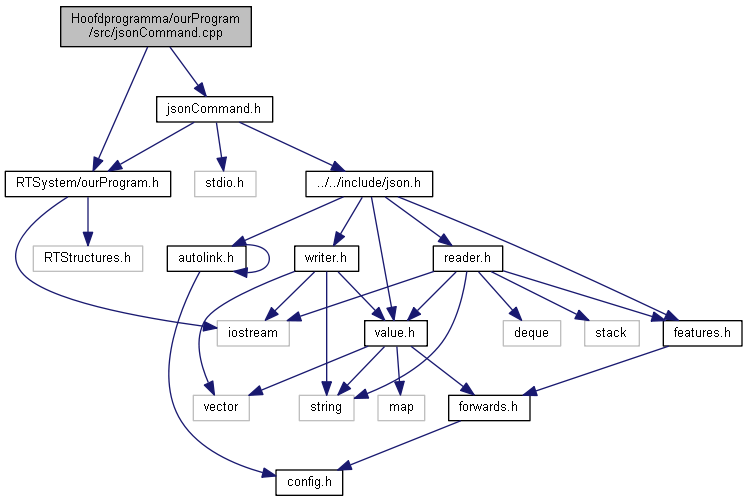 Hoofdprogramma/ourProgram
/src/jsonCommand.cpp
jsonCommand.h
RTSystem/ourProgram.h
stdio.h
../../include/json.h
RTStructures.h
autolink.h
writer.h
reader.h
iostream
value.h
deque
stack
features.h
vector
string
map
forwards.h
config.h